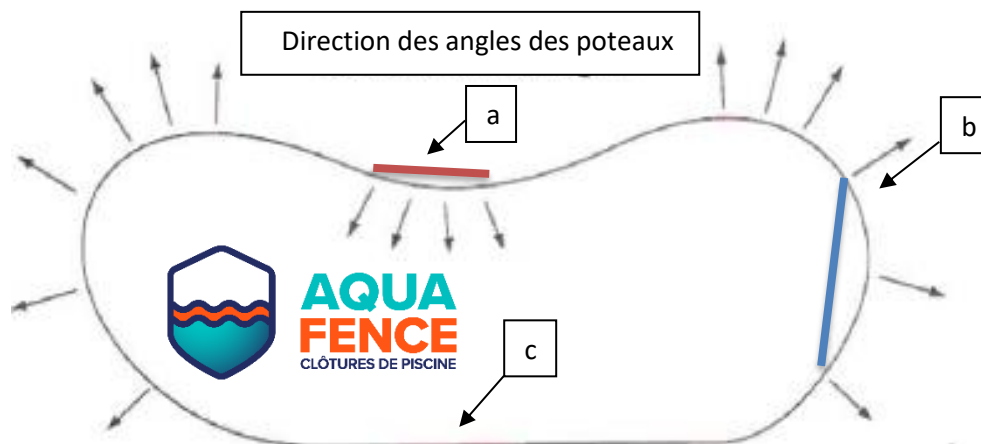 Direction des angles des poteaux
a
b
AQUA
FENCE
CLÔTURES DE PISCINE
c